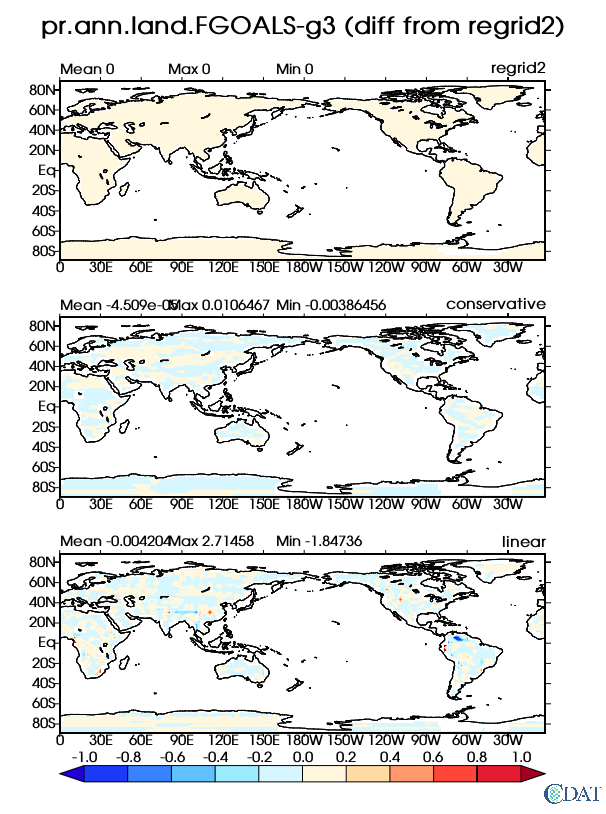 pr.ann.land.FGOALS-g3 (diff from regrid2)
Mean 0 Max 0 Min 0 regrid2
80N
60N
40N
20N
Eq
20S
40S
60S
80S
0 30E 60E 90E 120E 150E 180 150W 120W 90W 60W 30W
Mean -4.509e-05 Max 0.0106467 Min -0.00386456 conservative
80N
60N
40N
20N
Eq
20S
40S
60S
80S
0 30E 60E 90E 120E 150E 180 150W 120W 90W 60W 30W
Mean -0.004204 Max 2.71458 Min -1.84736 linear
80N
60N
40N
20N
Eq
20S
40S
60S
80S
0 30E 60E 90E 120E 150E 180 150W 120W 90W 60W 30W
-1.0 -0.8 -0.6 -0.4 -0.2 0.0 0.2 0.4 0.6 0.8 1.0
CDAT